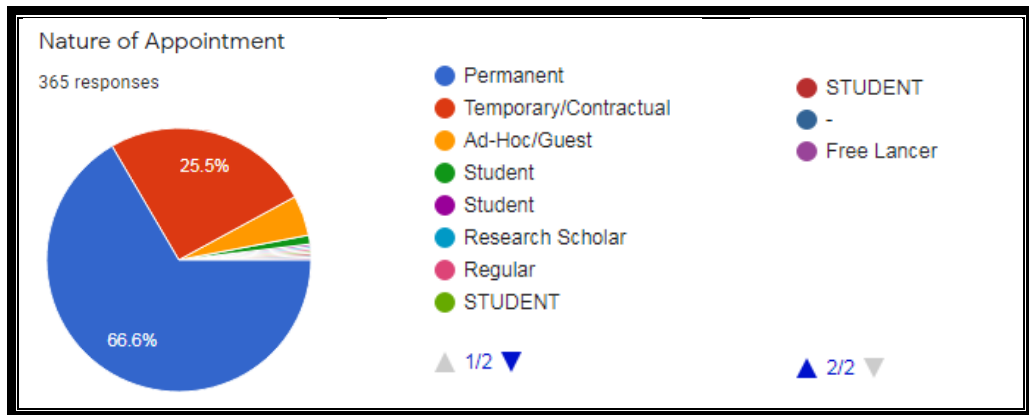 Nature of Appointment
365 responses
25.5%
66.6%
Permanent
Temporary/Contractual
Ad-Hoc/Guest
Student
Student
Research Scholar
Regular
STUDENT
1/2
STUDENT
-
Free Lancer
2/2